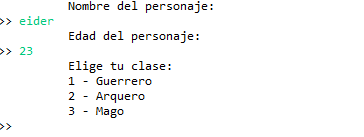 Nombre del personaje:
>> eider
Edad del personaje:
>> 23
Elige tu clase:
1 - Guerrero
2 - Arquero
3 - Mago
>>